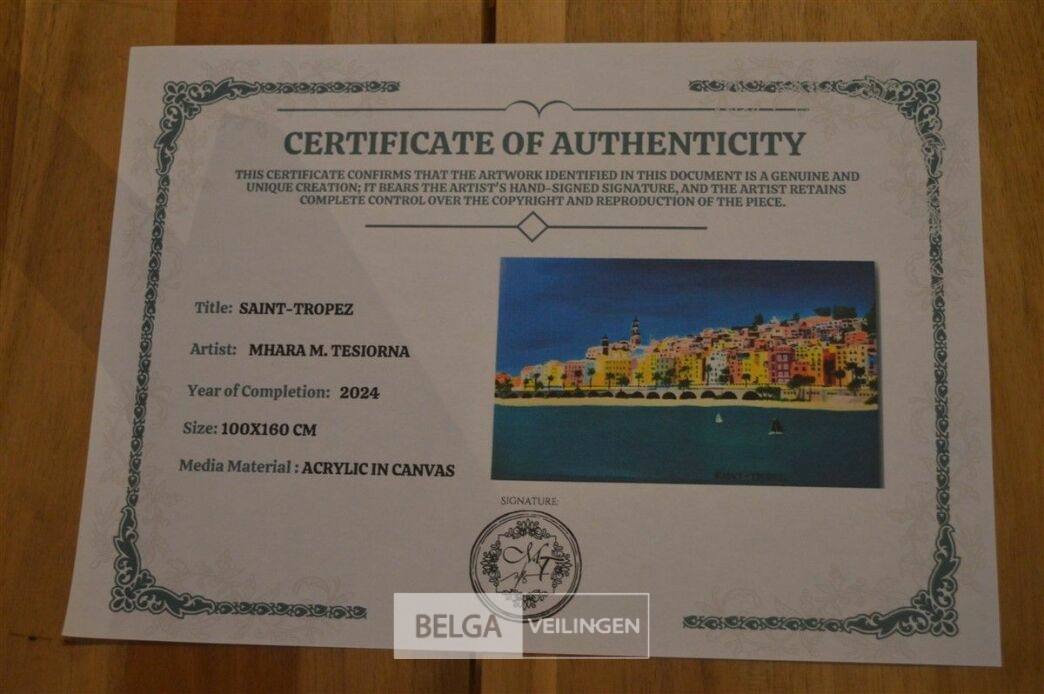 CERTIFICATE OF AUTHENTICITY
THIS CERTIFICATE CONFIRMS THAT THE ARTWORK IDENTIFIED IN THIS DOCUMENT IS A GENUINE AND
UNIQUE CREATION; IT BEARS THE ARTIST'S HAND-SIGNED SIGNATURE, AND THE ARTIST RETAINS
COMPLETE CONTROL OVER THE COPYRIGHT AND REPRODUCTION OF THE PIECE.
Title: SAINT-TROPEZ
Artist: MHARA M. TESIORNA
Year of Completion: 2024
Size: 100X160 CM
Media Material : ACRYLIC IN CANVAS
SAINT-TROPEZ
SIGNATURE:
BELGA VEILINGEN